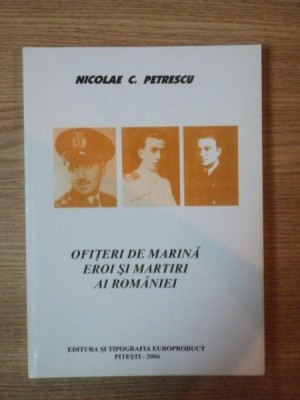 NICOLAE C. PETRESCU
OFIȚERI DE MARINĂ
EROI ȘI MARTIRI
AI ROMÂNIEI
EDITURA ȘI TIPOGRAFIA EUROPRODUCT
PITEȘTI - 2006